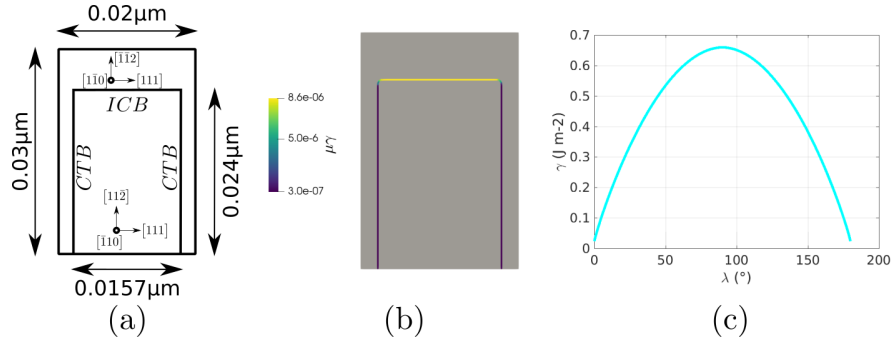 0.02μm
0.03μm
[1̄1̄2]
[11̄0]
[111]
ICB
CTB
CTB
0.024μm
[112̄]
[1̄10]
[111]
0.0157μm
(a)
8.6e-06
5.0e-6
3.0e-07
μγ
(b)
0.7
0.6
0.5
0.4
0.3
0.2
0.1
0
γ (J m-2)
0
50
100
150
200
λ (°)
(c)